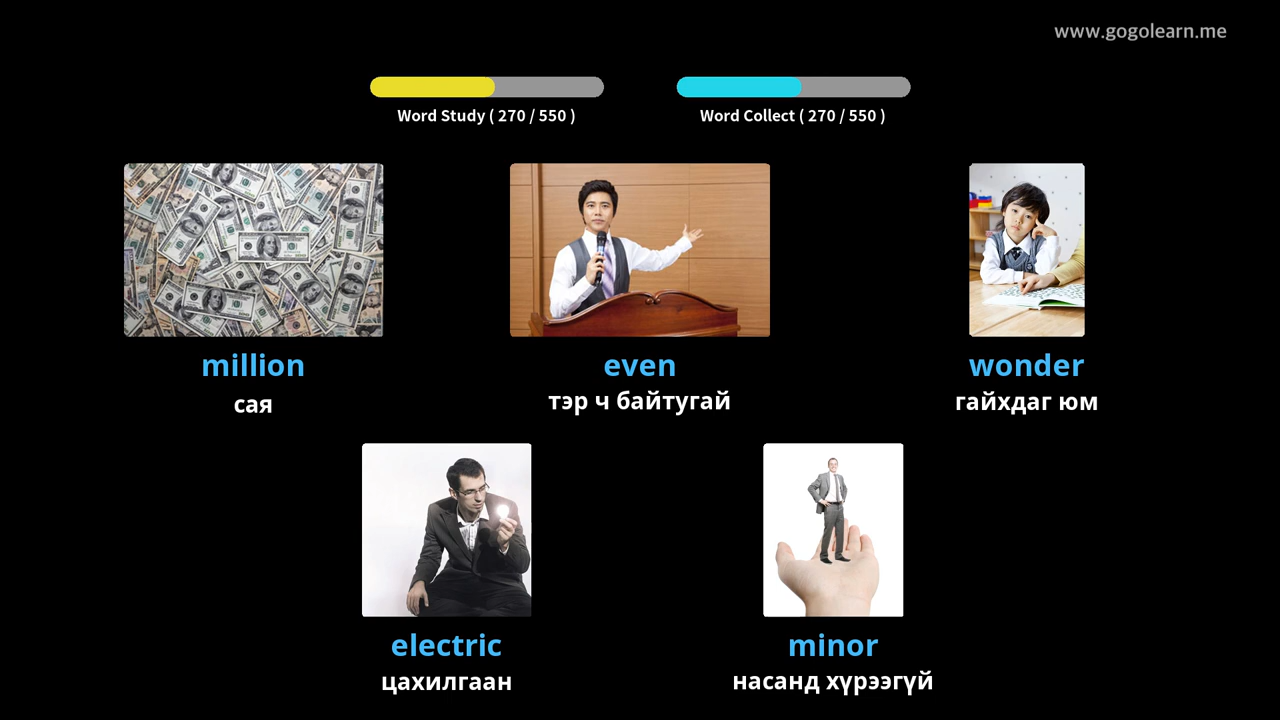 www.gogolearn.me
Word Study ( 270 / 550 )
Word Collect ( 270 / 550 )
million
сая
even
тэр ч байтугай
wonder
гайхдаг юм
electric
цахилгаан
minor
насанд хүрээгүй